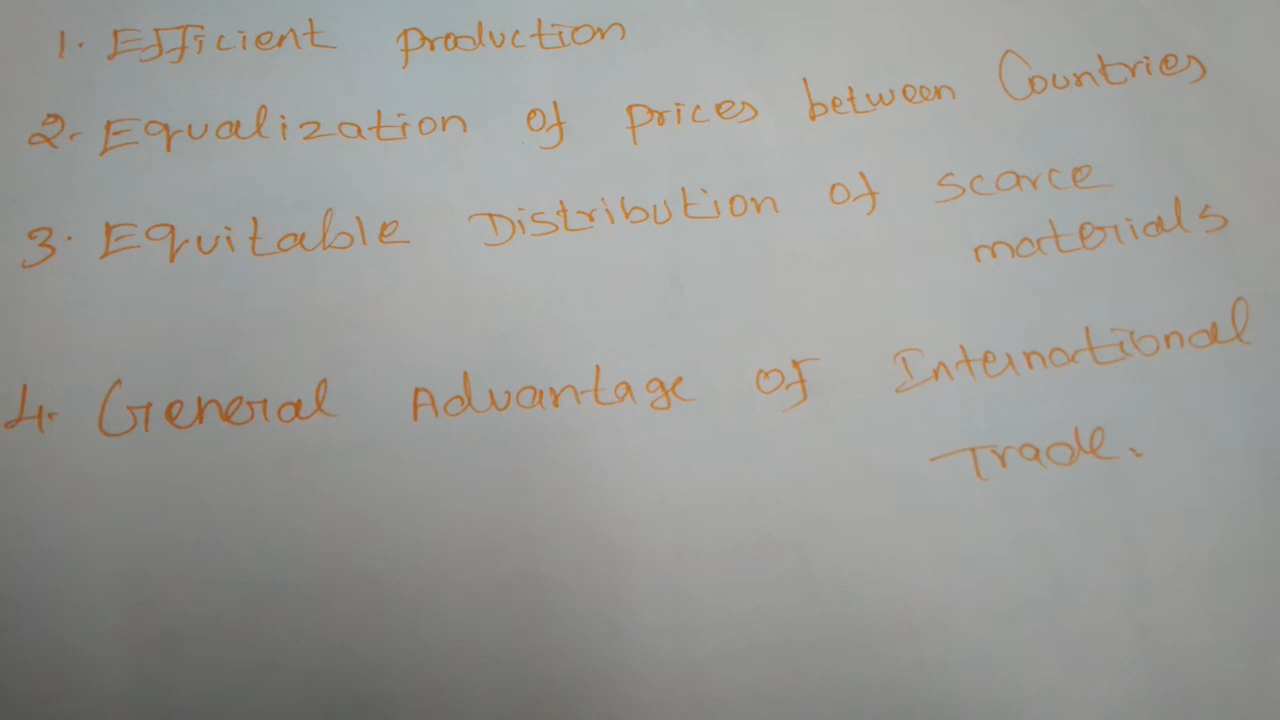 1. Efficient production
2. Equalization of prices between Countries
3. Equitable Distribution of scarce
materials
4. General Advantage of International
Trade.